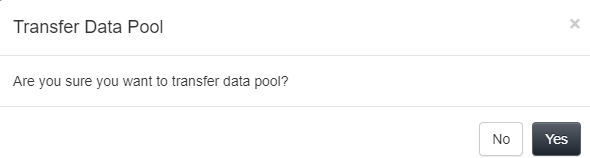 Transfer Data Pool
×
Are you sure you want to transfer data pool?
No Yes